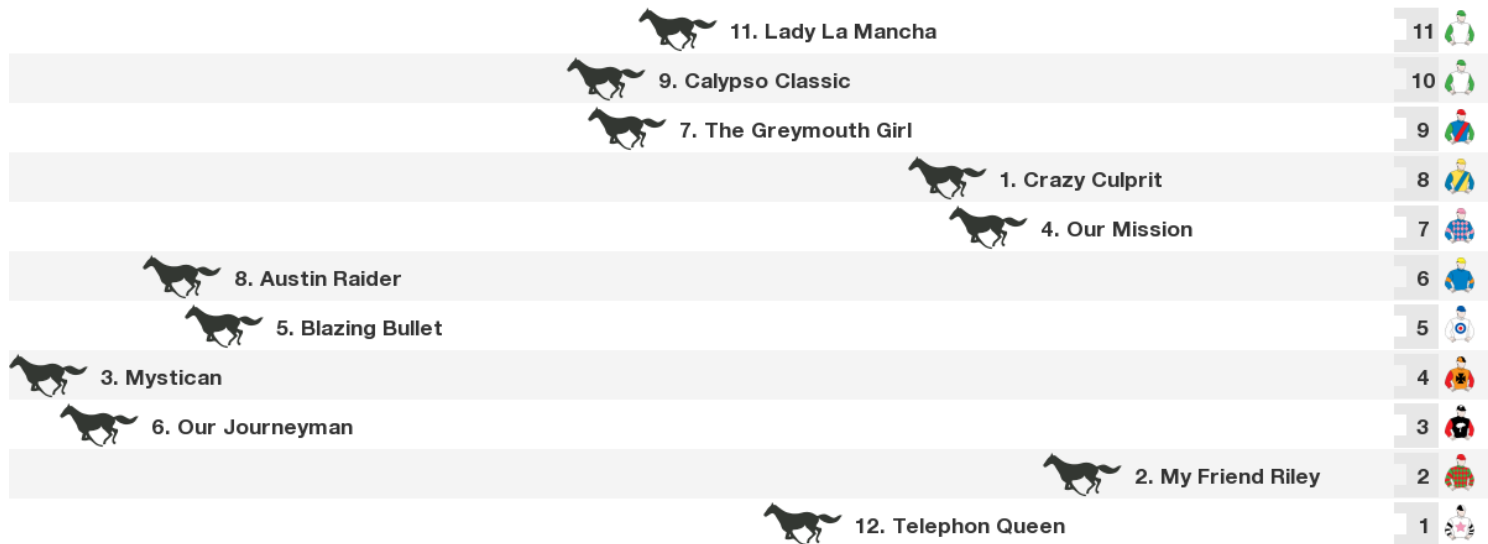 11. Lady La Mancha 11
9. Calypso Classic 10
7. The Greymouth Girl 9
1. Crazy Culprit 8
4. Our Mission 7
8. Austin Raider 6
5. Blazing Bullet 5
3. Mystican 4
6. Our Journeyman 3
2. My Friend Riley 2
12. Telephon Queen 1